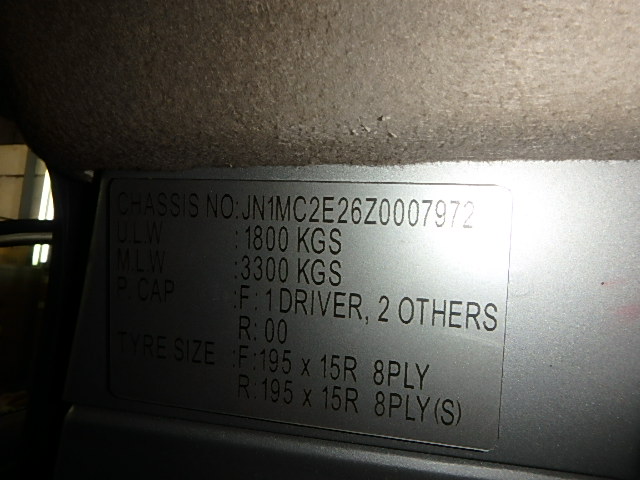 CHASSIS NO:JN1MC2E26Z0007972
U.L.W :1800 KGS
M.L.W :3300 KGS
P. CAP :F: 1 DRIVER, 2 OTHERS
R: 00
TYRE SIZE :F:195 x 15R 8PLY
R:195 x 15R 8PLY(S)